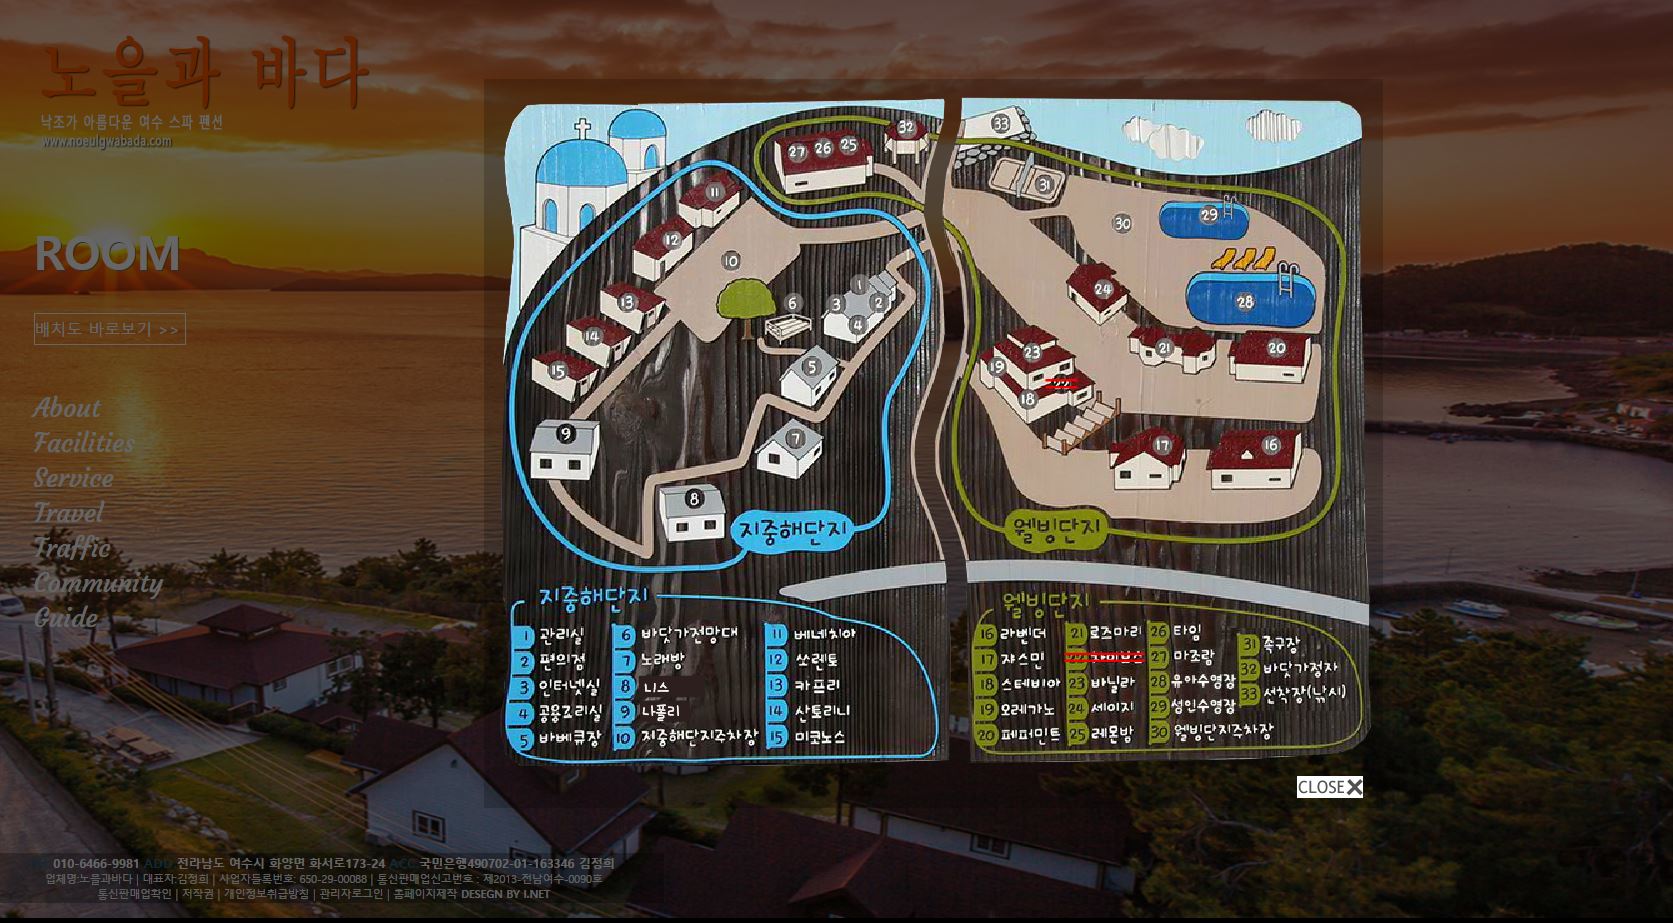 노을과 바다
낙조가 아름다운 여수 스파 펜션
www.noeulgwabada.com
ROOM
배치도 바로보기 >>
About
Facilities
Service
Travel
Traffic
Community
Guide
27 26 25
32
33
31
11
12
10
13
14
15
9
6
3
1
2
4
5
7
8
30
29
28
24
23
19
22
18
21
20
17
16
지중해단지
웰빙단지
지중해단지
1 관리실
2 편의점
3 인터넷실
4 공용조리실
5 바베큐장
6 바닷가전망대
7 노래방
8 니스
9 나폴리
10 지중해단지주차장
11 베네치아
12 쏘렌토
13 카프리
14 산토리니
15 미코노스
웰빙단지
16 라벤더
17 쟈스민
18 스테비아
19 오레가노
20 페퍼민트
21 로즈마리
22 차이브스
23 바닐라
24 세이지
25 레몬밤
26 타임
27 마조람
28 유아수영장
29 성인수영장
30 웰빙단지주차장
31 족구장
32 바닷가정자
33 선착장(낚시)
CLOSE
010-6466-9981 ADD 전라남도 여수시 화양면 화서로173-24 ACC 국민은행490702-01-163346 김정희
업체명:노을과바다 | 대표자:김정희 | 사업자등록번호: 650-29-00088 | 통신판매업신고번호 : 제2013-전남여수-0090호
통신판매업확인 | 저작권 | 개인정보취급방침 | 관리자로그인 | 홈페이지제작 DESEGN BY I.NET